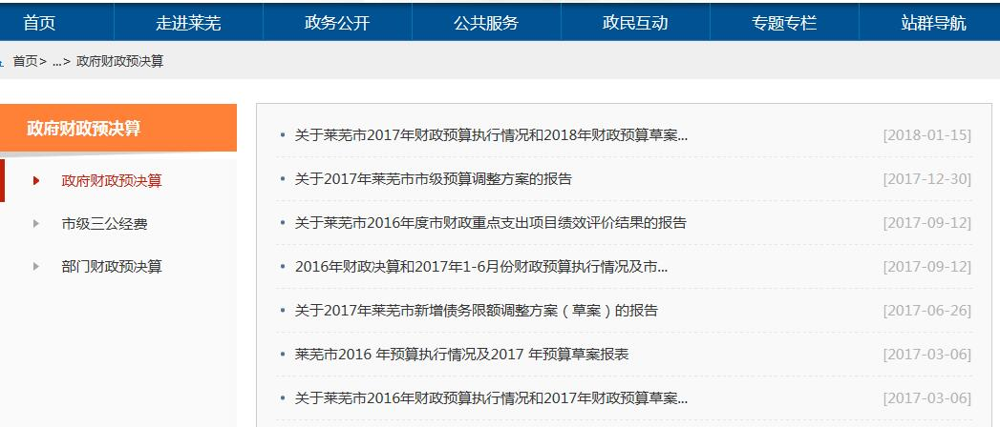 首页 走进莱芜 政务公开 公共服务 政民互动 专题专栏 站群导航
首页> ...> 政府财政预决算
政府财政预决算
政府财政预决算
市级三公经费
部门财政预决算
关于莱芜市2017年财政预算执行情况和2018年财政预算草案... [2018-01-15]
关于2017年莱芜市市级预算调整方案的报告 [2017-12-30]
关于莱芜市2016年度市财政重点支出项目绩效评价结果的报告 [2017-09-12]
2016年财政决算和2017年1-6月份财政预算执行情况及市... [2017-09-12]
关于2017年莱芜市新增债务限额调整方案（草案）的报告 [2017-06-26]
莱芜市2016 年预算执行情况及2017 年预算草案报表 [2017-03-06]
关于莱芜市2016年财政预算执行情况和2017年财政预算草案... [2017-03-06]